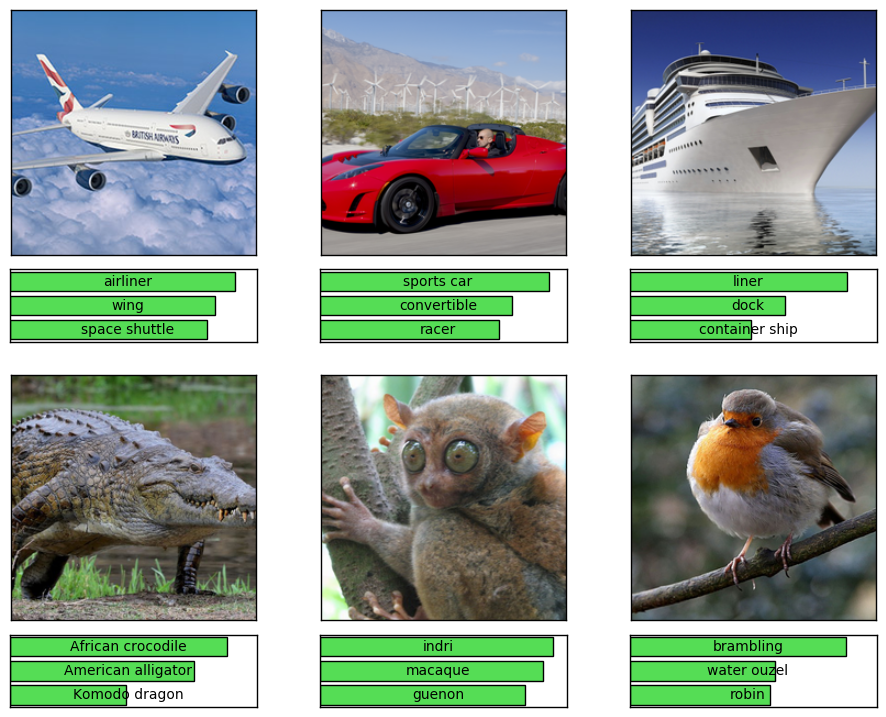 BRITISH AIRWAYS
airliner
wing
space shuttle
sports car
convertible
racer
liner
dock
container ship
African crocodile
American alligator
Komodo dragon
indri
macaque
guenon
brambling
water ouzel
robin